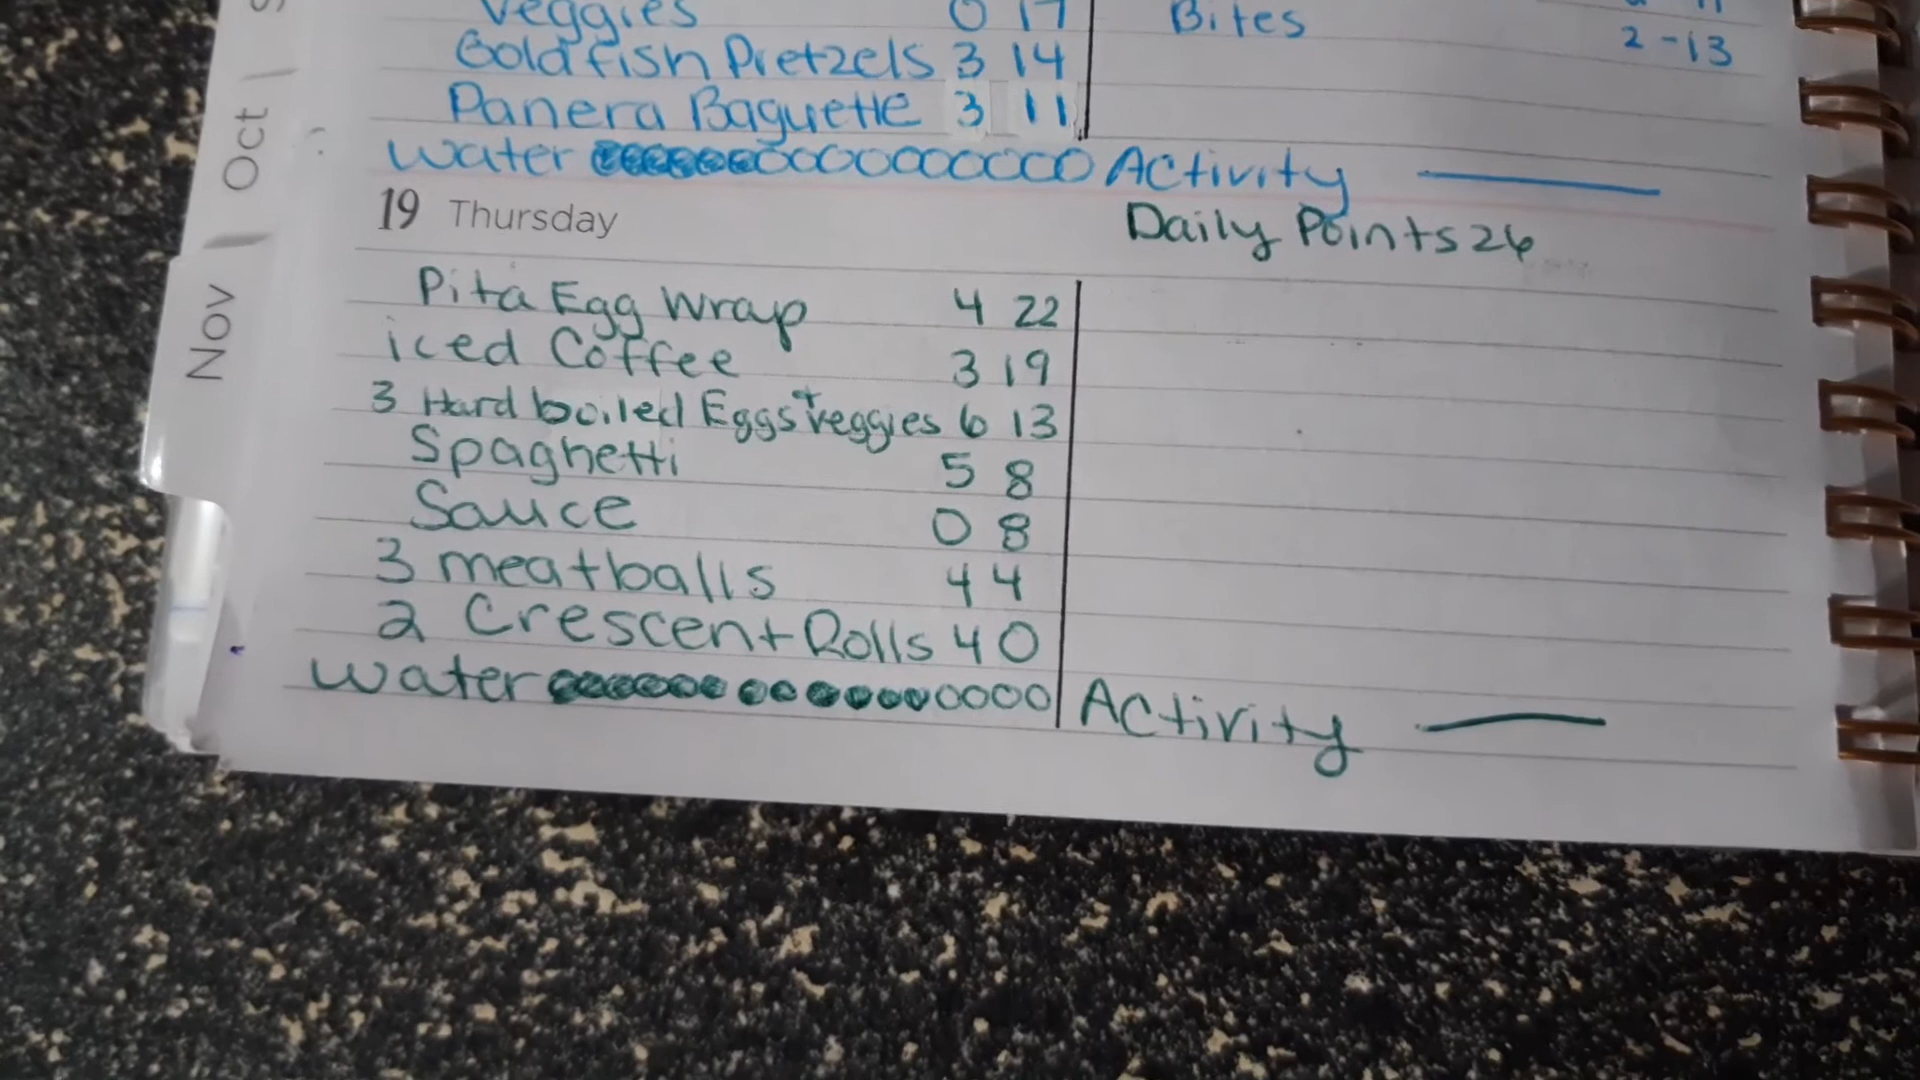 Veggies 0 17
Goldfish Pretzels 3 14
Panera Baguette 3 11
Bites
2 -13
Water Activity
19 Thursday
Daily Points 26
Pita Egg Wrap 4 22
iced Coffee 3 19
3 Hard boiled Eggs + veggies 6 13
Spaghetti 5 8
Sauce 0 8
3 meatballs 4 4
2 Crescent Rolls 4 0
Water Activity
Oct
Nov